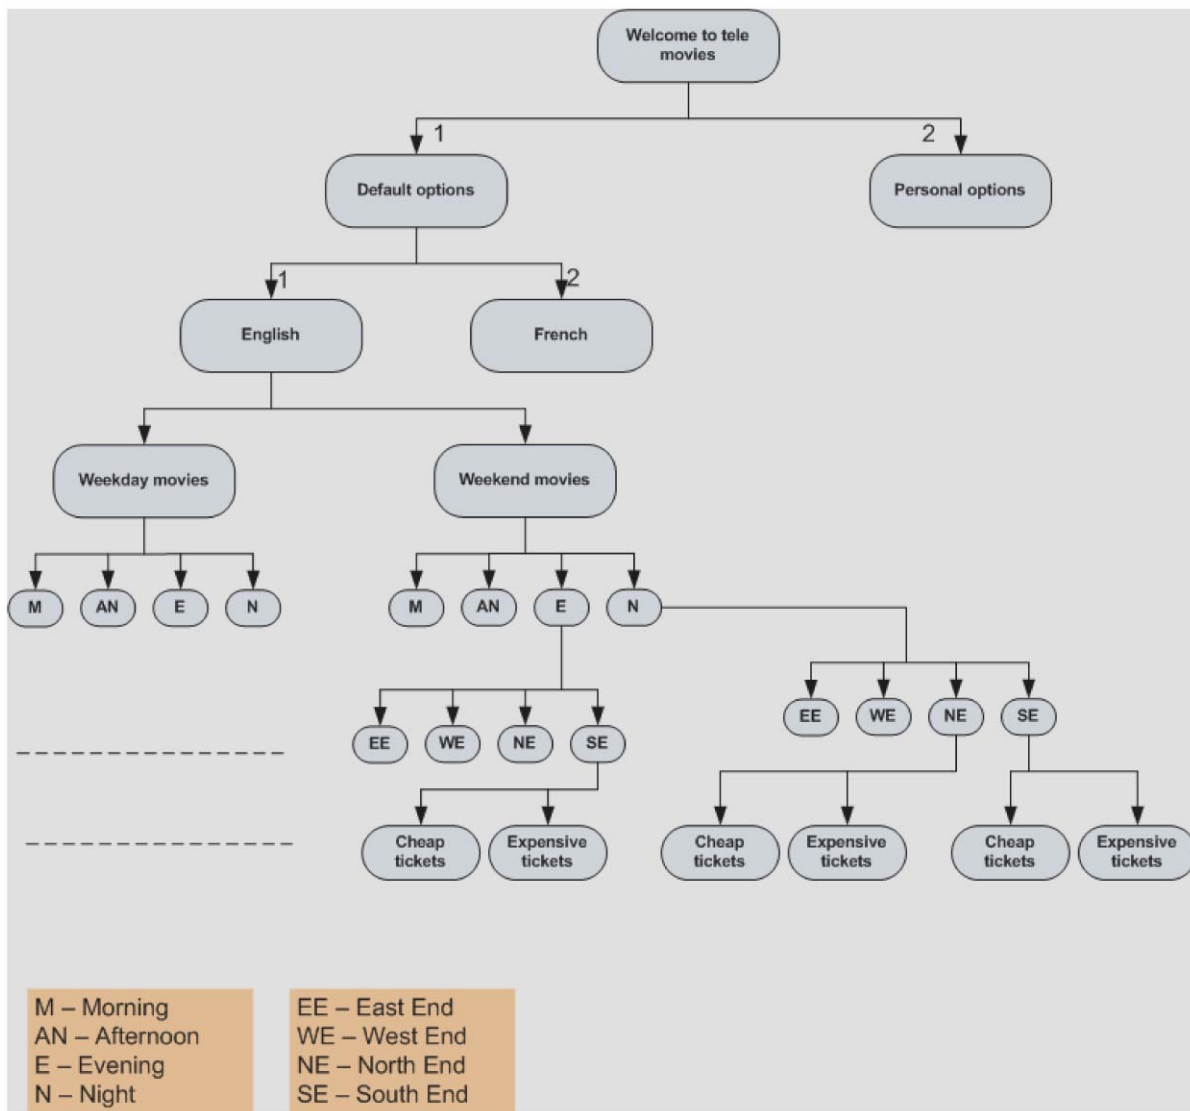 Welcome to tele
movies
1
2
Default options
Personal options
1
2
English
French
Weekday movies
Weekend movies
M
AN
E
N
M
AN
E
N
EE
WE
NE
SE
EE
WE
NE
SE
Cheap
tickets
Expensive
tickets
Cheap
tickets
Expensive
tickets
Cheap
tickets
Expensive
tickets
M – Morning
AN – Afternoon
E – Evening
N – Night
EE – East End
WE – West End
NE – North End
SE – South End